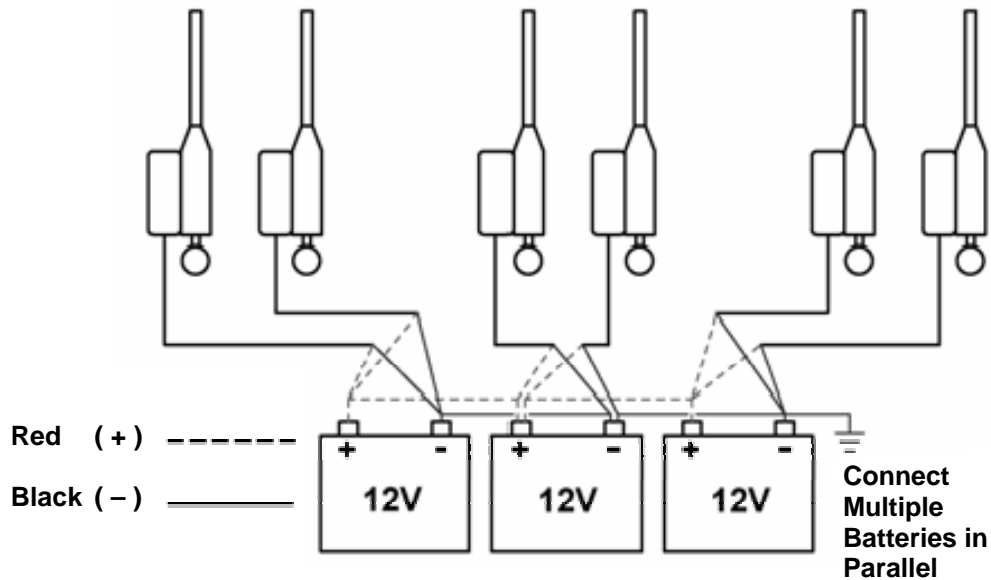 Red ( + )
Black ( – )
+ -
12V
+ -
12V
+ -
12V
Connect
Multiple
Batteries in
Parallel